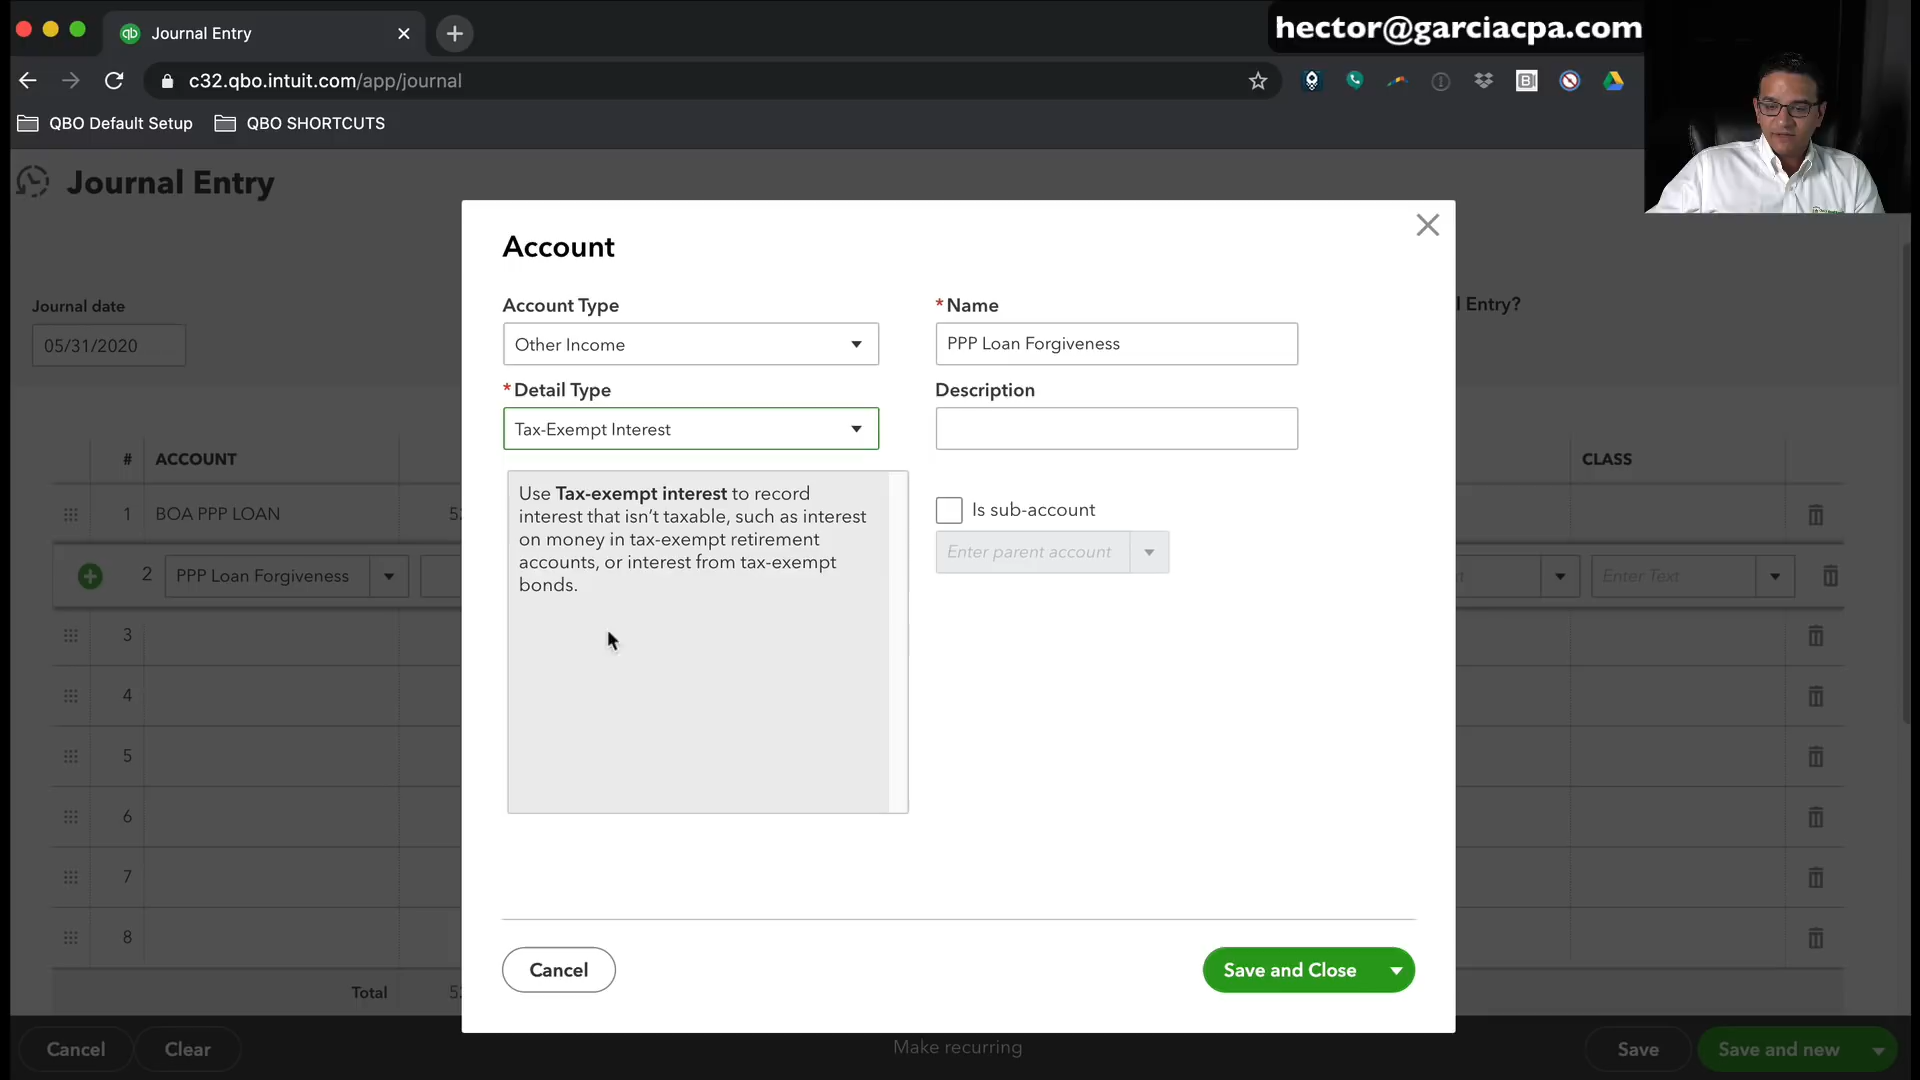 Journal Entry
hector@garciacpa.com
c32.qbo.intuit.com/app/journal
QBO Default Setup
QBO SHORTCUTS
Journal Entry
Journal date
05/31/2020
l Entry?
Account
Account Type
* Name
Other Income
PPP Loan Forgiveness
* Detail Type
Description
Tax-Exempt Interest
Use Tax-exempt interest to record
interest that isn't taxable, such as interest
on money in tax-exempt retirement
accounts, or interest from tax-exempt
bonds.
Is sub-account
Enter parent account
# ACCOUNT
CLASS
1 BOA PPP LOAN
2 PPP Loan Forgiveness
Enter Text
3
4
5
6
7
8
Total
Cancel
Save and Close
Cancel
Clear
Make recurring
Save
Save and new